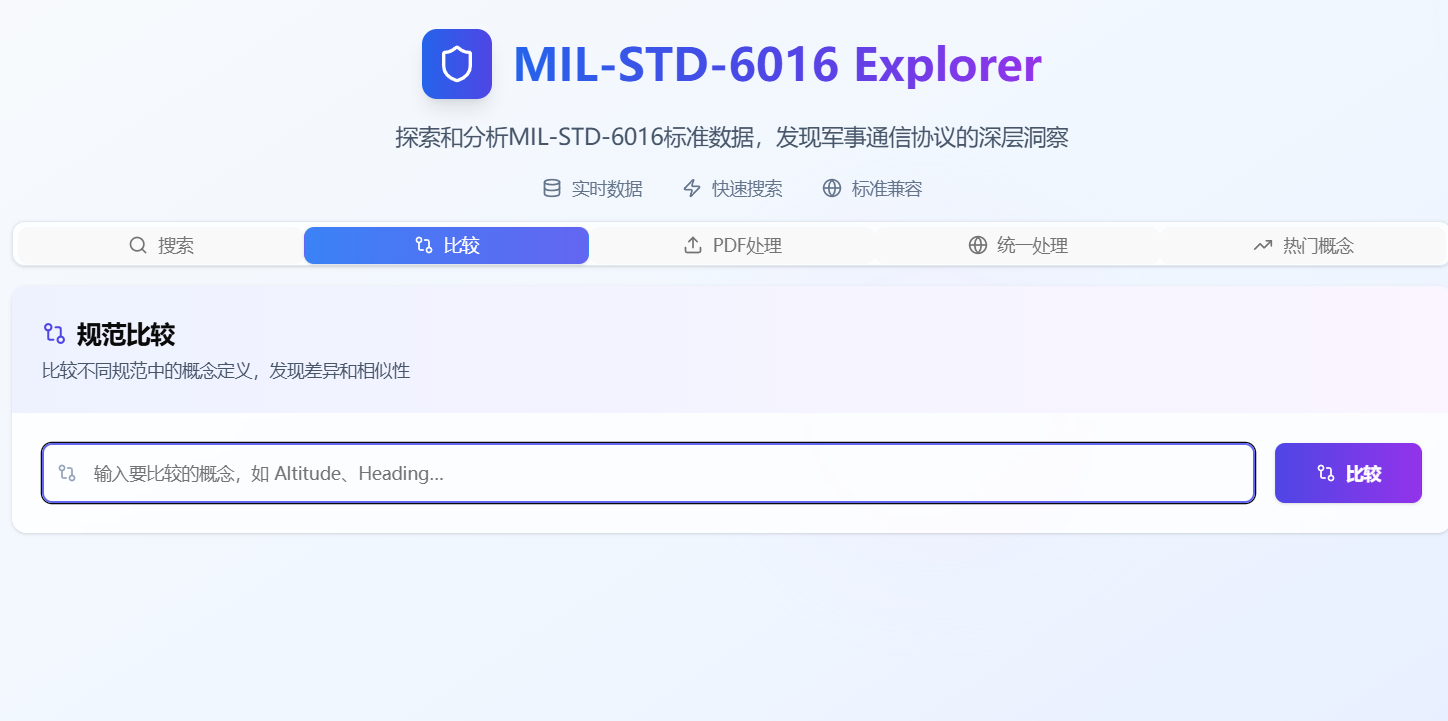 MIL-STD-6016 Explorer
探索和分析MIL-STD-6016标准数据，发现军事通信协议的深层洞察
实时数据 快速搜索 标准兼容
搜索 比较 PDF处理 统一处理 热门概念
规范比较
比较不同规范中的概念定义，发现差异和相似性
输入要比较的概念，如 Altitude、Heading... 比较